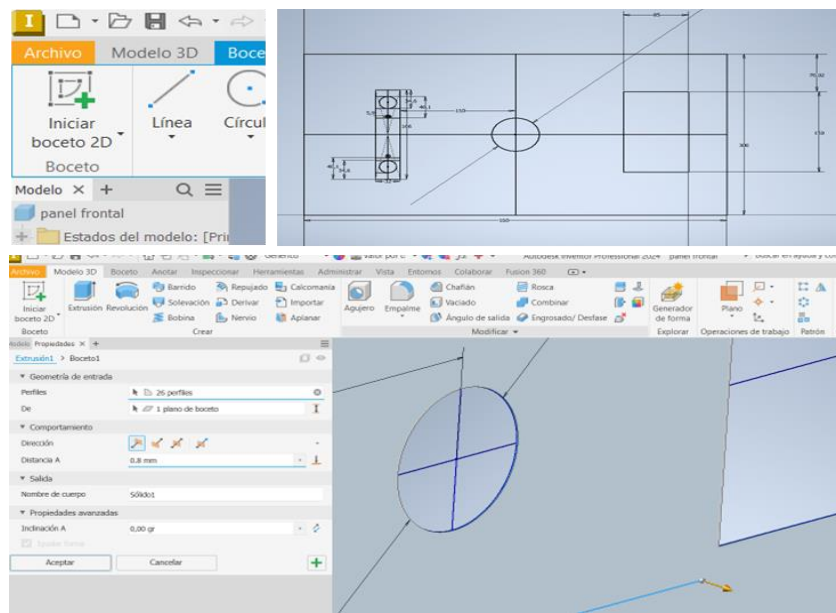 Archivo Modelo 3D Boce
Iniciar boceto 2D
Línea Círcul
Boceto
Modelo × +
panel frontal
Estados del modelo: [Pri
85
110
Autodesk Inventor Professional 2024 panel frontal
Archivo Modelo 3D Boceto Anotar Inspeccionar Herramientas Administrar Vista Entornos Colaborar Fusion 360
Iniciar boceto 2D
Extrusión Revolución
Barrido Repujado Calcomanía
Solevación Derivar Importar
Bobina Nervio Aplanar
Agujero Empalme
Chaflán Rosca
Vaciado Combinar
Ángulo de salida Engrosado/ Desfase
Generador de forma
Plano
Boceto Crear Modificar Explorar Operaciones de trabajo Patrón
Propiedades × +
Extrusión1 > Boceto1
Geometría de entrada
Perfiles 26 perfiles
De 1 plano de boceto
Comportamiento
Dirección
Distancia A 0.8 mm
Salida
Nombre de cuerpo Sólido1
Propiedades avanzadas
Inclinación A 0,00 gr
Aceptar Cancelar